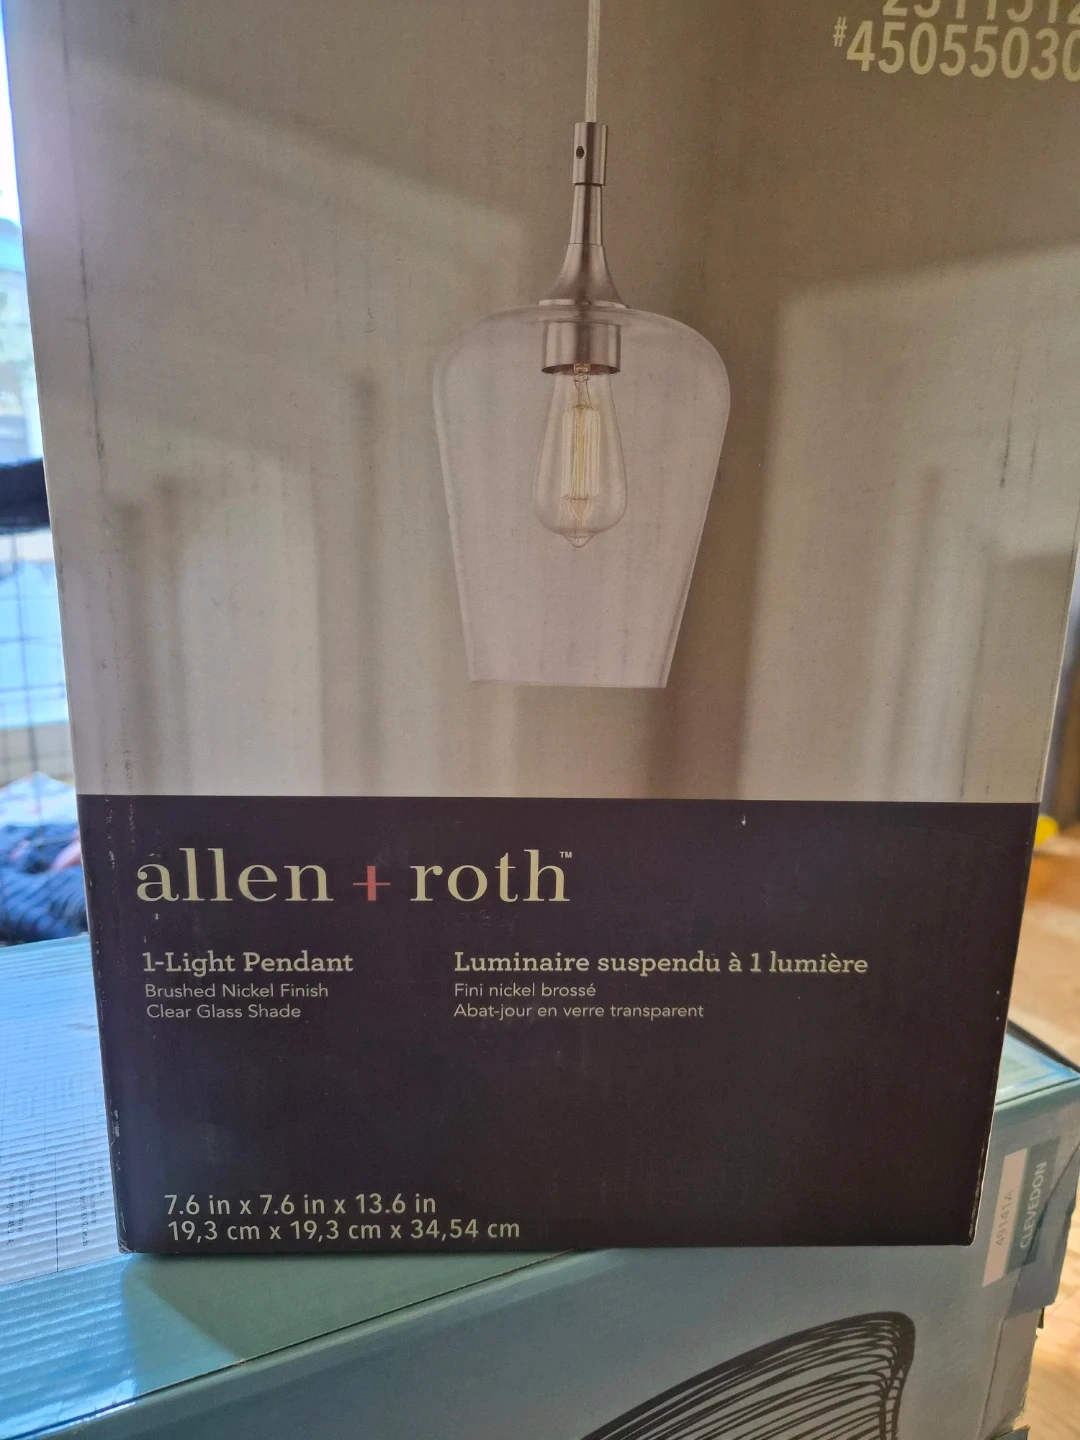 #45055030
allen + roth™
1-Light Pendant
Brushed Nickel Finish
Clear Glass Shade
Luminaire suspendu à 1 lumière
Fini nickel brossé
Abat-jour en verre transparent
7.6 in x 7.6 in x 13.6 in
19,3 cm x 19,3 cm x 34,54 cm
49141A
CLEVEDON